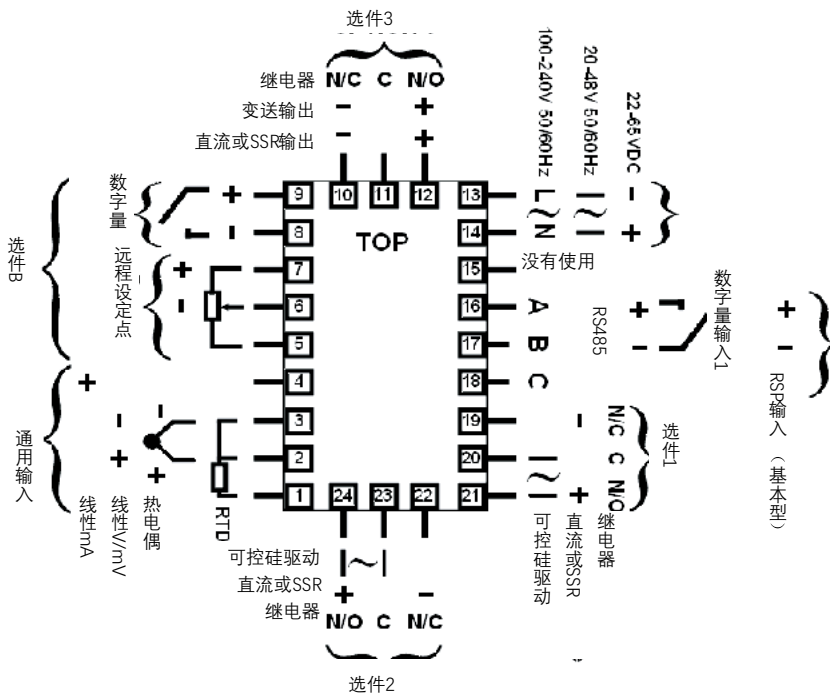 选件3
继电器 N/C C N/O
变送输出 - +
直流或SSR输出 - +
100-240V 50/60Hz
20-48V 50/60Hz
22-65VDC
9 10 11 12 13 L ~ | ~ -
8 TOP 14 N | +
数字量
7 15 没有使用
远程设定点 + -
6 16 A
5 17 B
4 18 C
选件B
RS485 + -
数字量输入1
+ -
RSP输入 (基本型)
3 19 -
2 20
1 24 23 22 21 +
通用输入
+
- +
- +
线性mA
线性V/mV
热电偶
RTD
N/C C N/O
选件1
可控硅驱动
直流或SSR
继电器
可控硅驱动 ~
直流或SSR + -
继电器 N/O C N/C
选件2